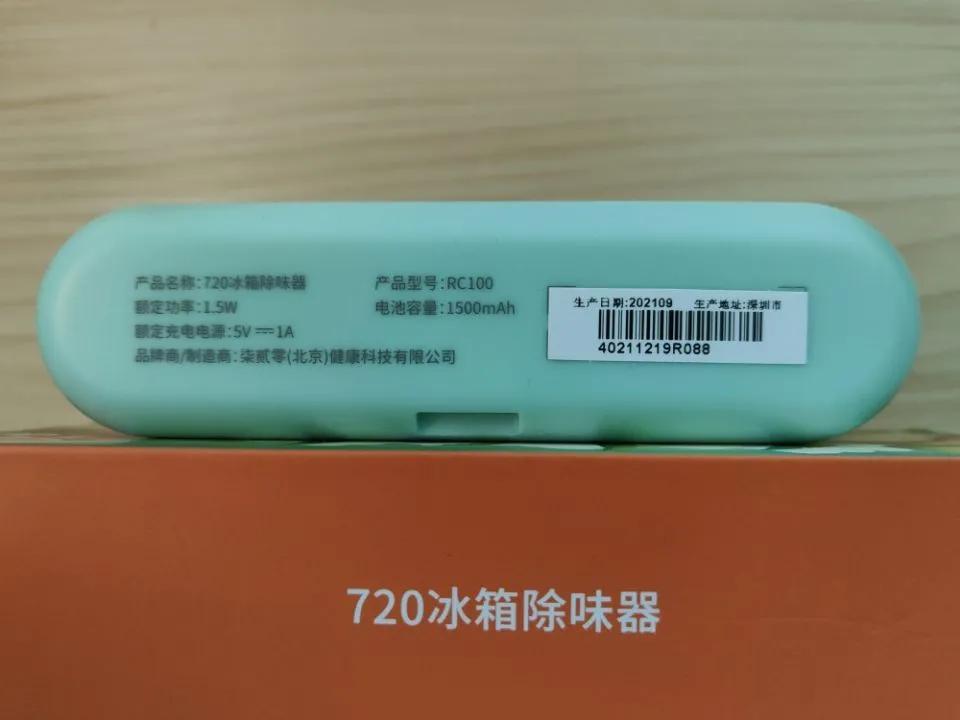 产品名称:720冰箱除味器 产品型号:RC100
额定功率:1.5W 电池容量:1500mAh
额定充电电源:5V⎓1A
品牌商/制造商:柒贰零(北京)健康科技有限公司
生产日期:202109 生产地址:深圳市
40211219R088
720冰箱除味器